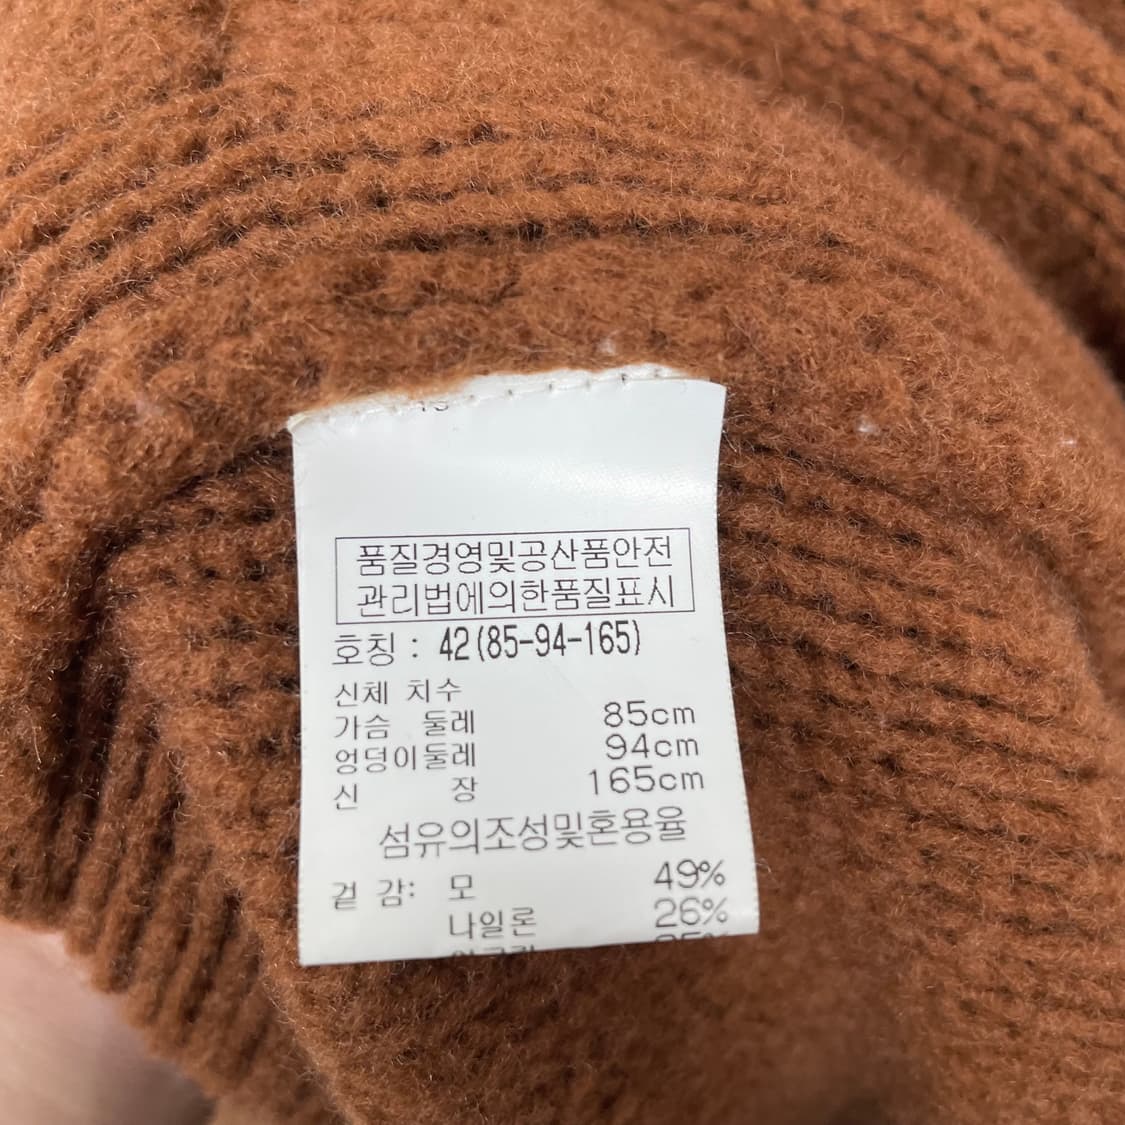 품질경영및공산품안전
관리법에의한품질표시
호칭 : 42(85-94-165)
신체 치수
가슴 둘레 85cm
엉덩이둘레 94cm
신 장 165cm
섬유의조성및혼용율
겉 감: 모 49%
나일론 26%